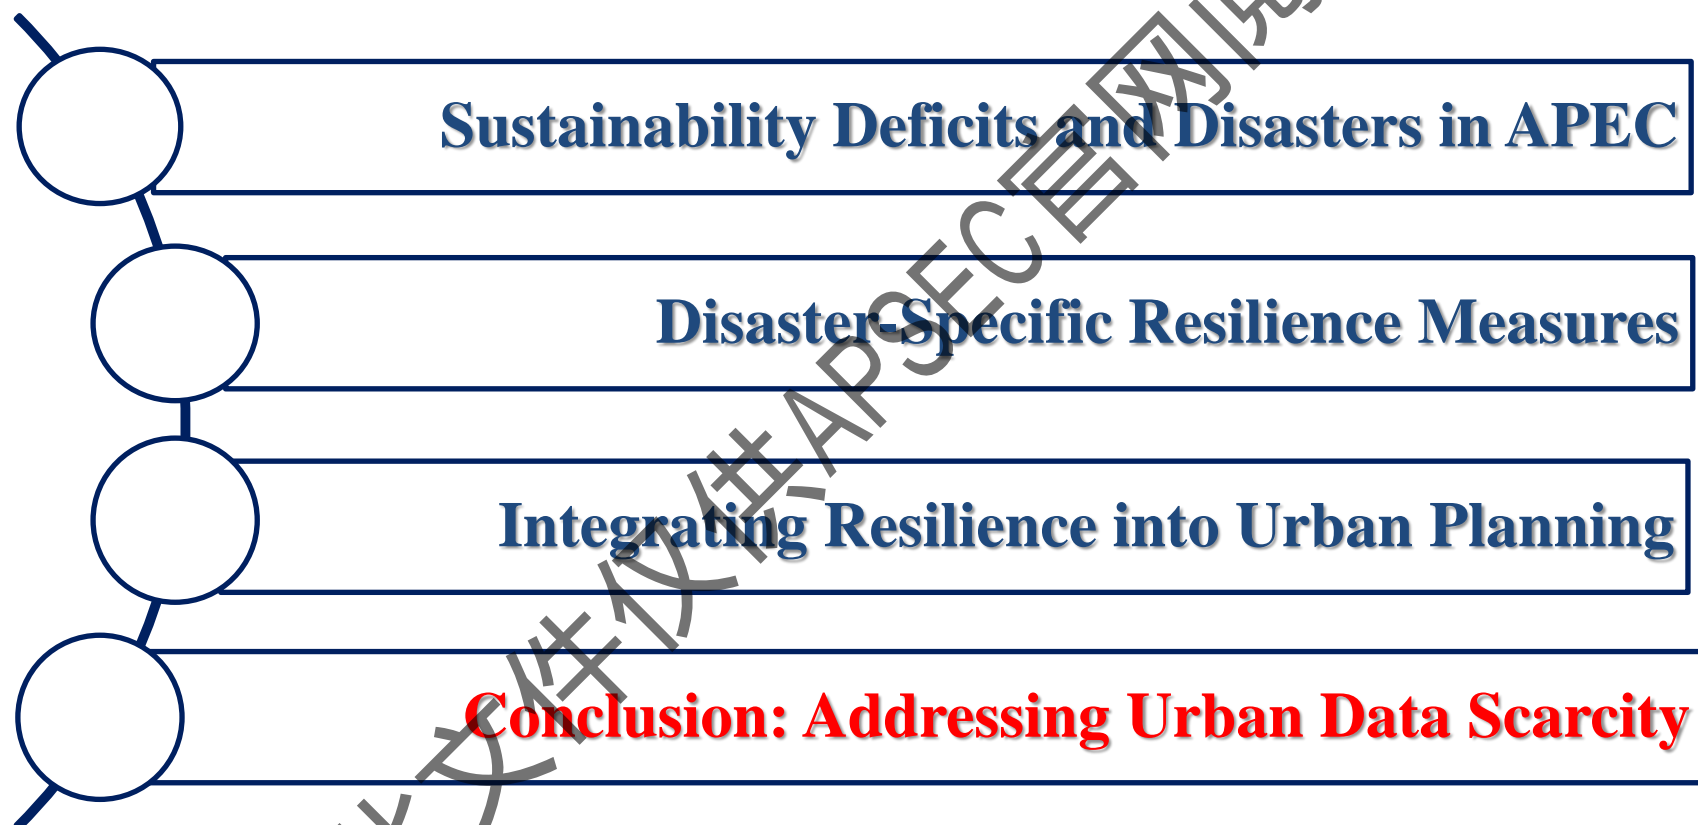 Sustainability Deficits and Disasters in APEC
Disaster-Specific Resilience Measures
Integrating Resilience into Urban Planning
Conclusion: Addressing Urban Data Scarcity
文件仅供APSEC官网